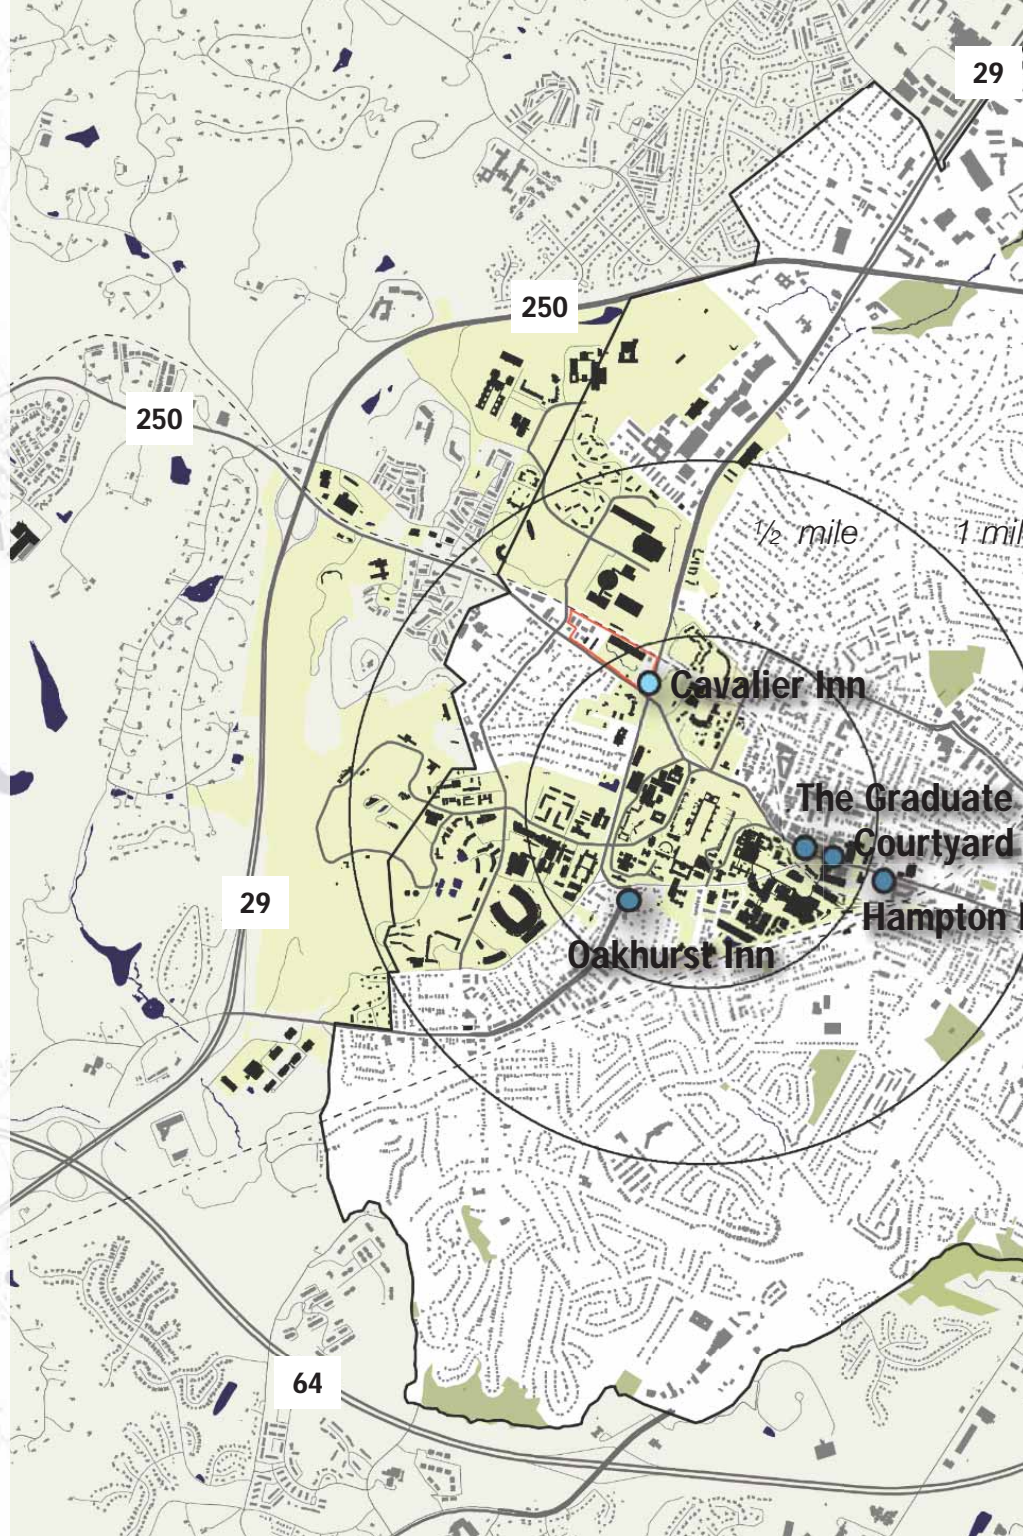 29
250
250
½ mile
1 mil
Cavalier Inn
The Graduate
Courtyard
29
Hampton I
Oakhurst Inn
64